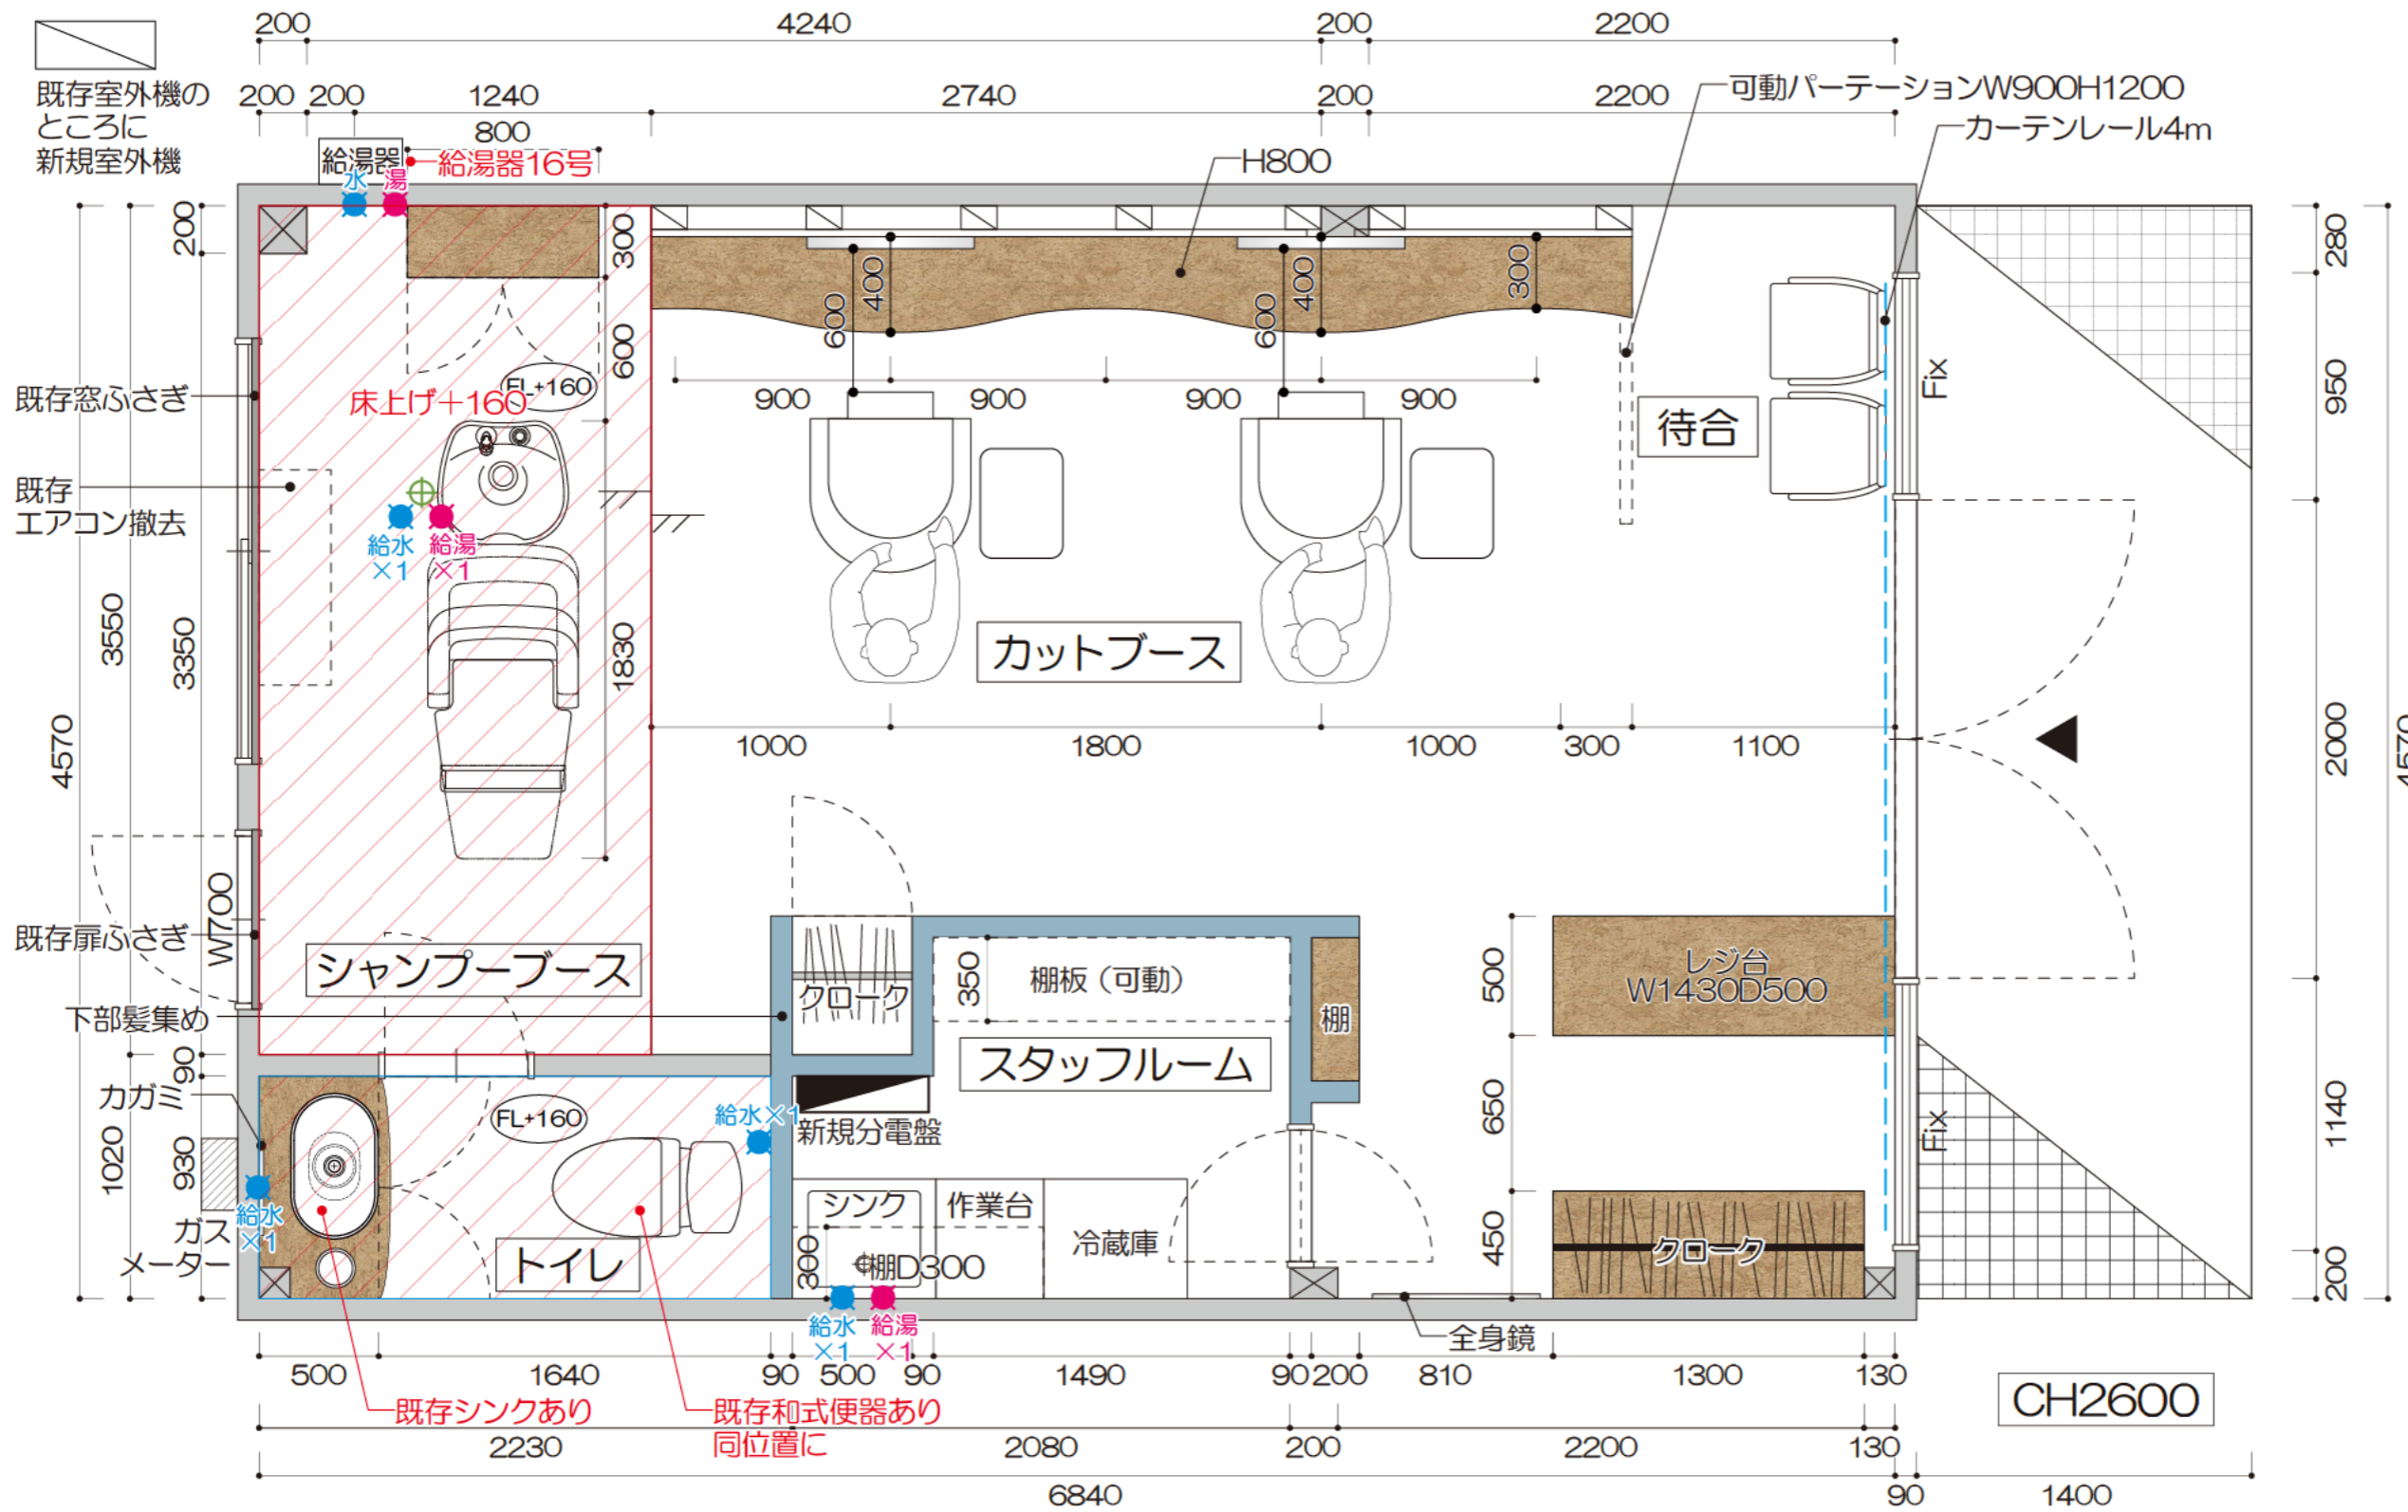 200
4240
200
2200
既存室外機の
ところに
新規室外機
200
200
1240
2740
200
2200
800
可動パーテーションW900H1200
カーテンレール4m
給湯器
給湯器16号
水
湯
H800
200
300
400
600
400
600
300
280
600
FL+160
床上げ+160
既存窓ふさぎ
900
900
900
900
待合
Fix
950
既存
エアコン撤去
給水
×1
給湯
×1
3550
3350
4570
1830
カットブース
1000
1800
1000
300
1100
2000
4570
W700
既存扉ふさぎ
シャンプーブース
クローク
350
棚板（可動）
500
レジ台
W1430D500
下部髪集め
棚
スタッフルーム
90
カガミ
FL+160
給水×1
新規分電盤
650
Fix
1140
1020
930
給水
×1
ガス
メーター
トイレ
シンク
作業台
冷蔵庫
300
棚D300
450
クローク
200
給水
×1
給湯
×1
全身鏡
500
1640
90
500
90
1490
90
200
810
1300
130
既存シンクあり
既存和式便器あり
同位置に
CH2600
2230
2080
200
2200
130
6840
90
1400